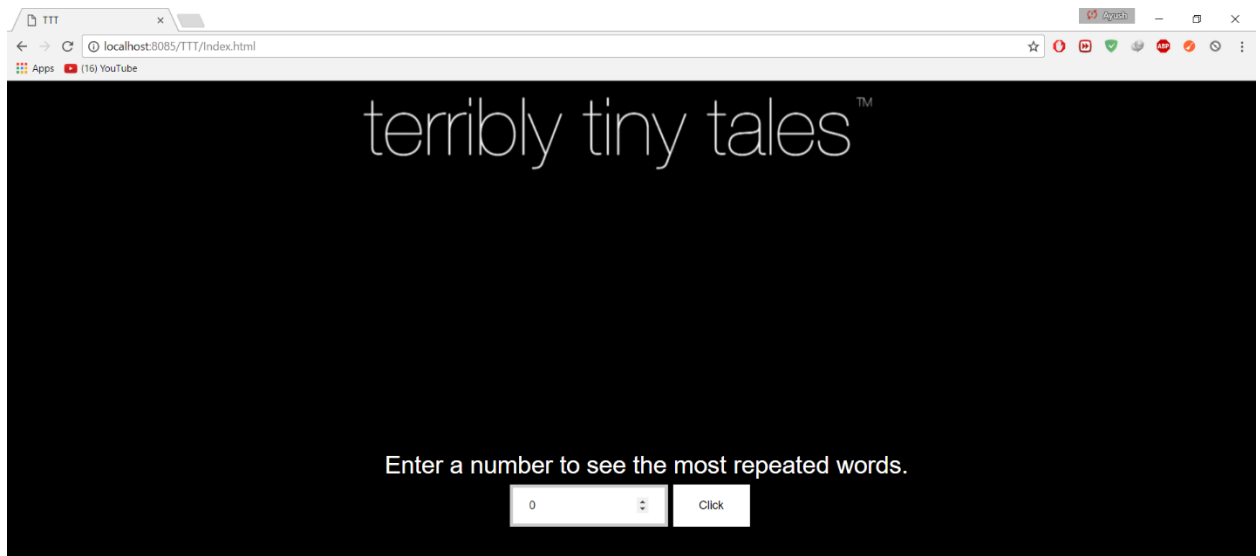 TTT
Ayush
localhost:8085/TTT/Index.html
ABP
Apps (16) YouTube
terribly tiny tales™
Enter a number to see the most repeated words.
0 Click